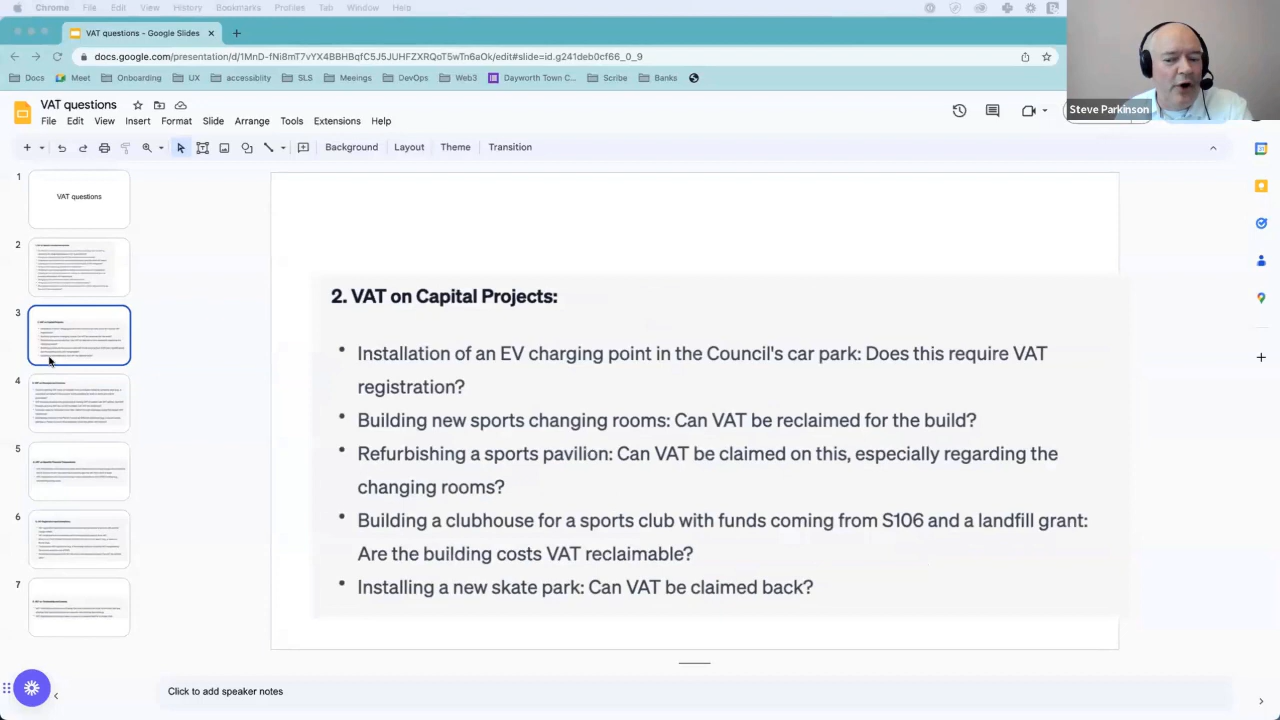 Chrome File Edit View History Bookmarks Profiles Tab Window Help
VAT questions - Google Slides
docs.google.com/presentation/d/1MnD-fNi8mT7yYX4BBHBqfC5J5JUHFZXRQoT5wTn6aOk/edit#slide=id.g241deb0cf66_0_9
Docs Meet Onboarding UX accessiblity SLS Meeings DevOps Web3 Dayworth Town C... Scribe Banks
Steve Parkinson
VAT questions
File Edit View Insert Format Slide Arrange Tools Extensions Help
Background Layout Theme Transition
1
VAT questions
2
3
4
5
6
7
2. VAT on Capital Projects:
• Installation of an EV charging point in the Council's car park: Does this require VAT
registration?
• Building new sports changing rooms: Can VAT be reclaimed for the build?
• Refurbishing a sports pavilion: Can VAT be claimed on this, especially regarding the
changing rooms?
• Building a clubhouse for a sports club with funds coming from S106 and a landfill grant:
Are the building costs VAT reclaimable?
• Installing a new skate park: Can VAT be claimed back?
Click to add speaker notes